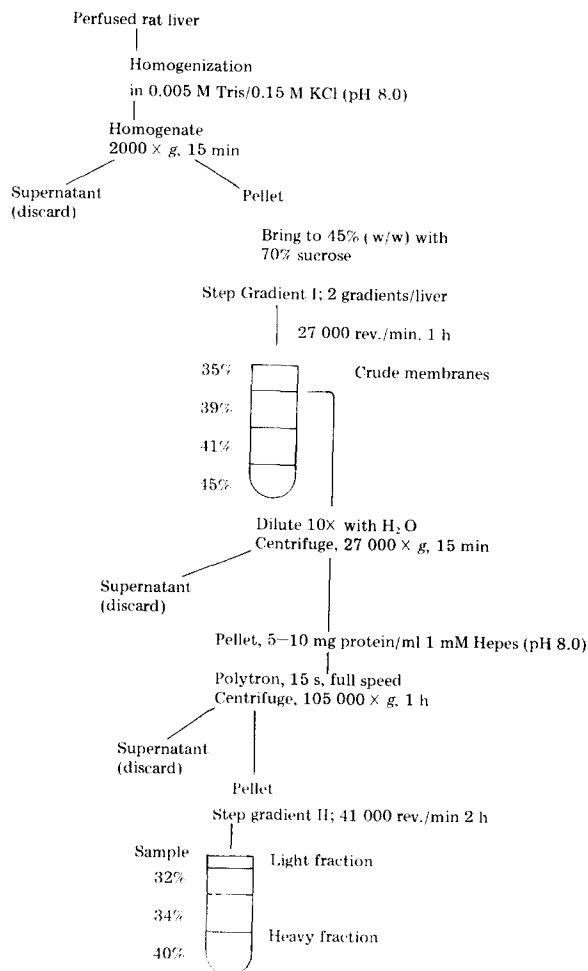 Perfused rat liver
Homogenization
in 0.005 M Tris/0.15 M KCl (pH 8.0)
Homogenate
2000 × g, 15 min
Supernatant
(discard)
Pellet
Bring to 45% (w/w) with
70% sucrose
Step Gradient I; 2 gradients/liver
27 000 rev./min, 1 h
35%
Crude membranes
39%
41%
45%
Dilute 10× with H₂O
Centrifuge, 27 000 × g, 15 min
Supernatant
(discard)
Pellet, 5–10 mg protein/ml 1 mM Hepes (pH 8.0)
Polytron, 15 s, full speed
Centrifuge, 105 000 × g, 1 h
Supernatant
(discard)
Pellet
Step gradient II; 41 000 rev./min 2 h
Sample
Light fraction
32%
34%
Heavy fraction
40%